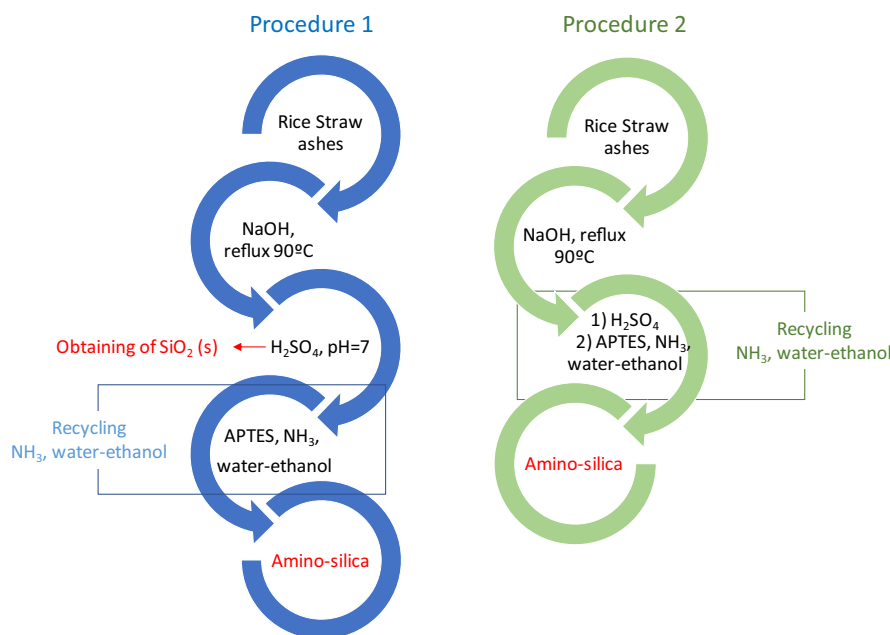 Procedure 1
Rice Straw
ashes
NaOH,
reflux 90ºC
Obtaining of SiO₂ (s)
H₂SO₄, pH=7
Recycling
NH₃, water-ethanol
APTES, NH₃,
water-ethanol
Amino-silica
Procedure 2
Rice Straw
ashes
NaOH, reflux
90ºC
1) H₂SO₄
2) APTES, NH₃,
water-ethanol
Recycling
NH₃, water-ethanol
Amino-silica